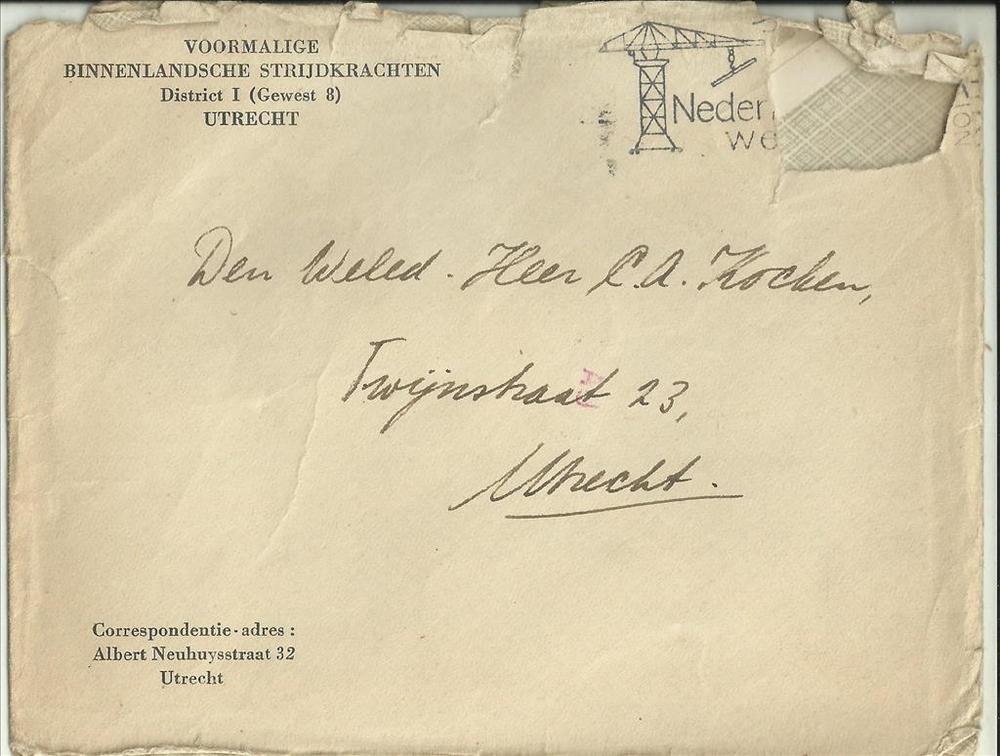 VOORMALIGE
BINNENLANDSCHE STRIJDKRACHTEN
District I (Gewest 8)
UTRECHT
Neder
we
Den Weled. Heer C.A. Kochen,
Twijnstraat 23,
Utrecht.
Correspondentie-adres :
Albert Neuhuysstraat 32
Utrecht